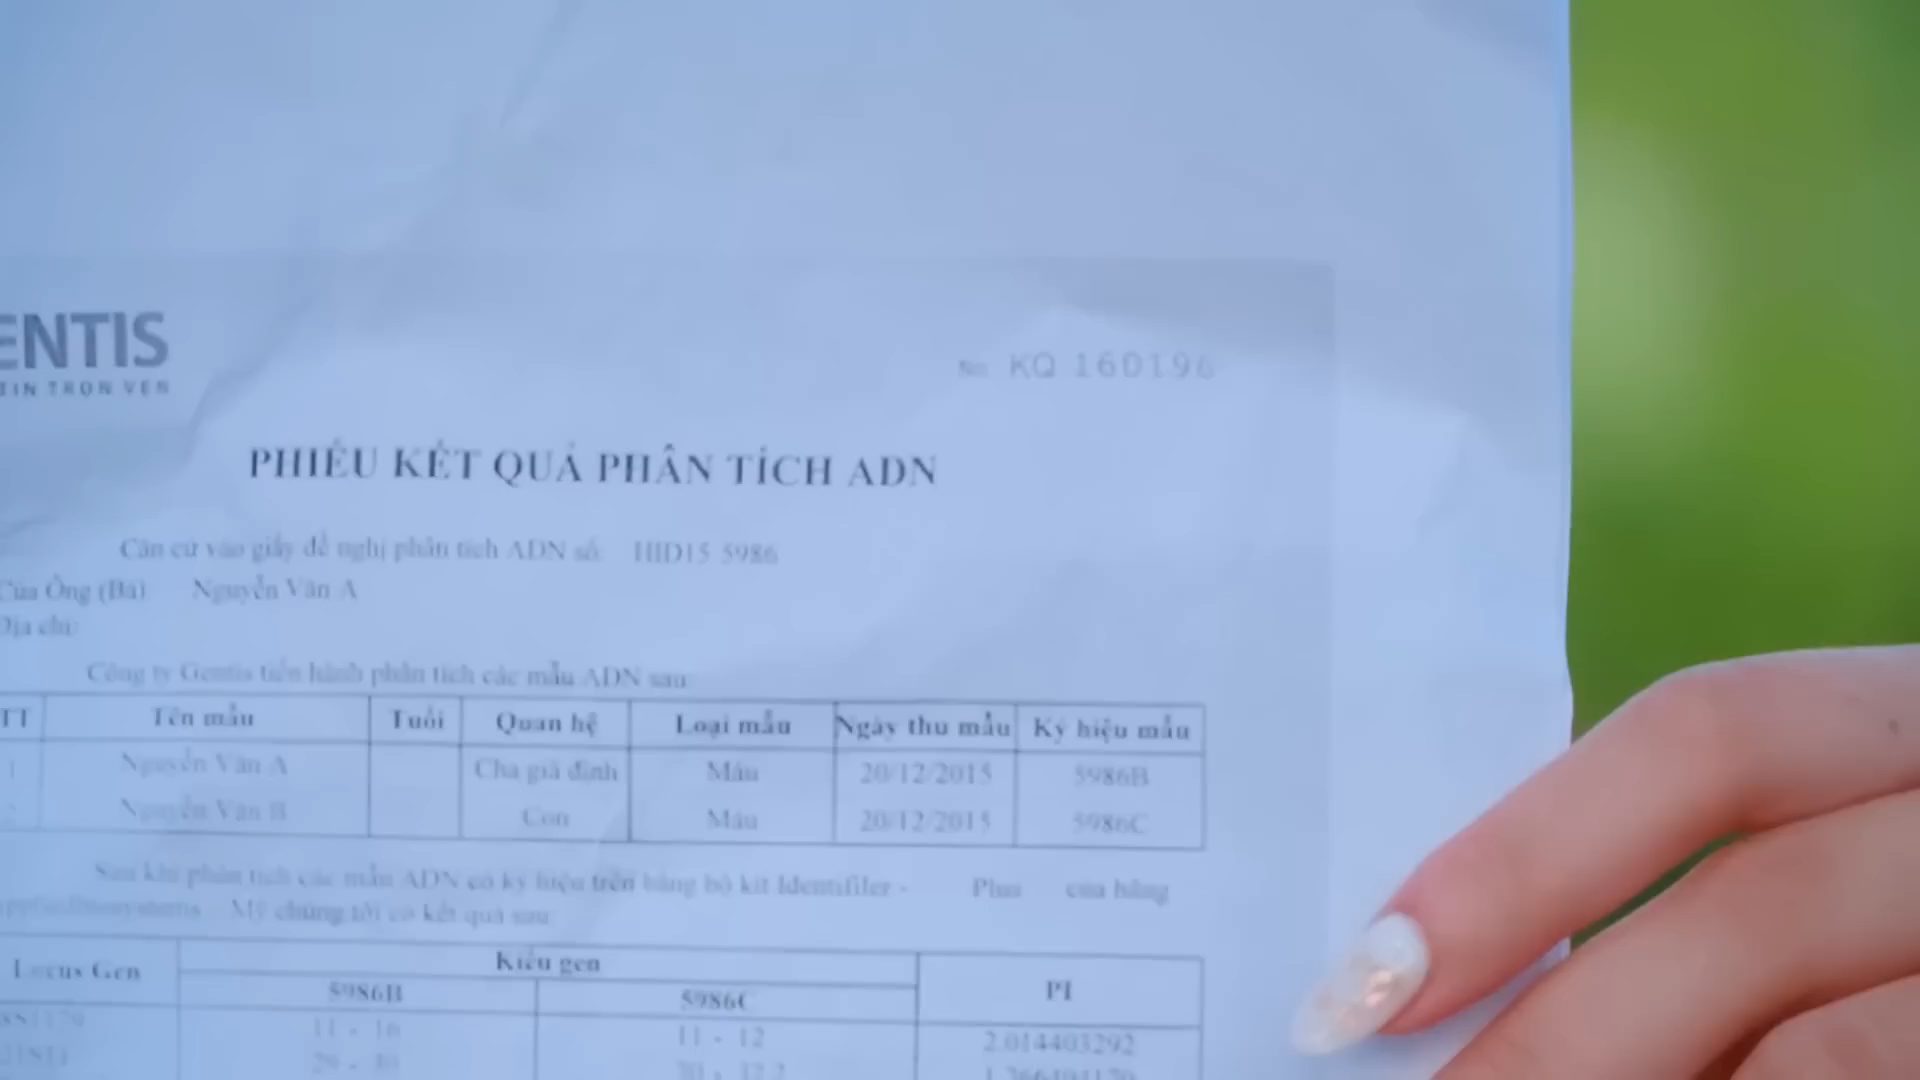 ENTIS
TIN TRỌN VẸN
No KQ 160196
PHIẾU KẾT QUẢ PHÂN TÍCH ADN
Căn cứ vào giấy đề nghị phân tích ADN số: HID15 5986
Của Ông (Bà) Nguyễn Văn A
Địa chỉ:
Công ty Gentis tiến hành phân tích các mẫu ADN sau:
TT Tên mẫu Tuổi Quan hệ Loại mẫu Ngày thu mẫu Ký hiệu mẫu
1 Nguyễn Văn A Cha giả định Máu 20/12/2015 5986B
2 Nguyễn Văn B Con Máu 20/12/2015 5986C
Sau khi phân tích các mẫu ADN có ký hiệu trên bằng bộ kit Identifiler - Plus của hãng
Mỹ chúng tôi có kết quả sau:
Locus Gen Kiểu gen PI
5986B 5986C
11 - 16 11 - 12 2.014403292